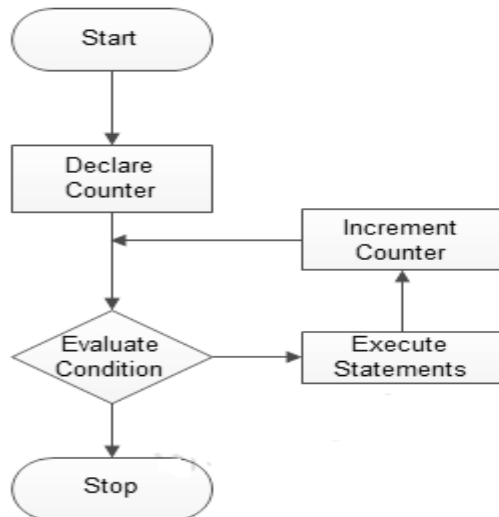 Start
Declare
Counter
Increment
Counter
Evaluate
Condition
Execute
Statements
Stop